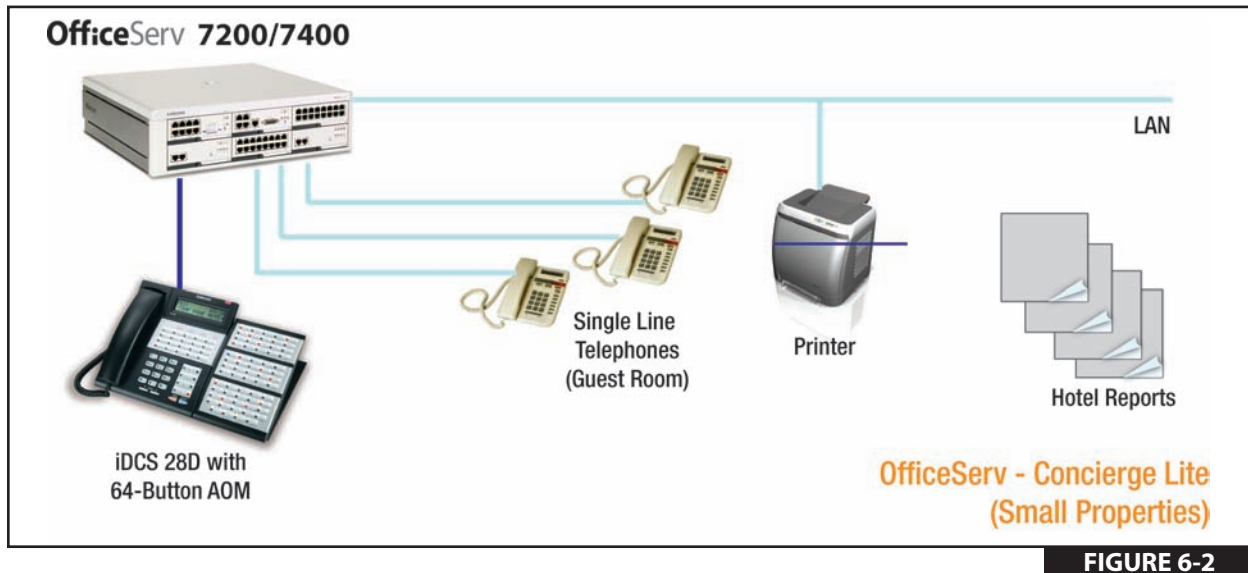 OfficeServ 7200/7400
LAN
Single Line
Telephones
(Guest Room)
Printer
Hotel Reports
iDCS 28D with
64-Button AOM
OfficeServ - Concierge Lite
(Small Properties)
FIGURE 6-2